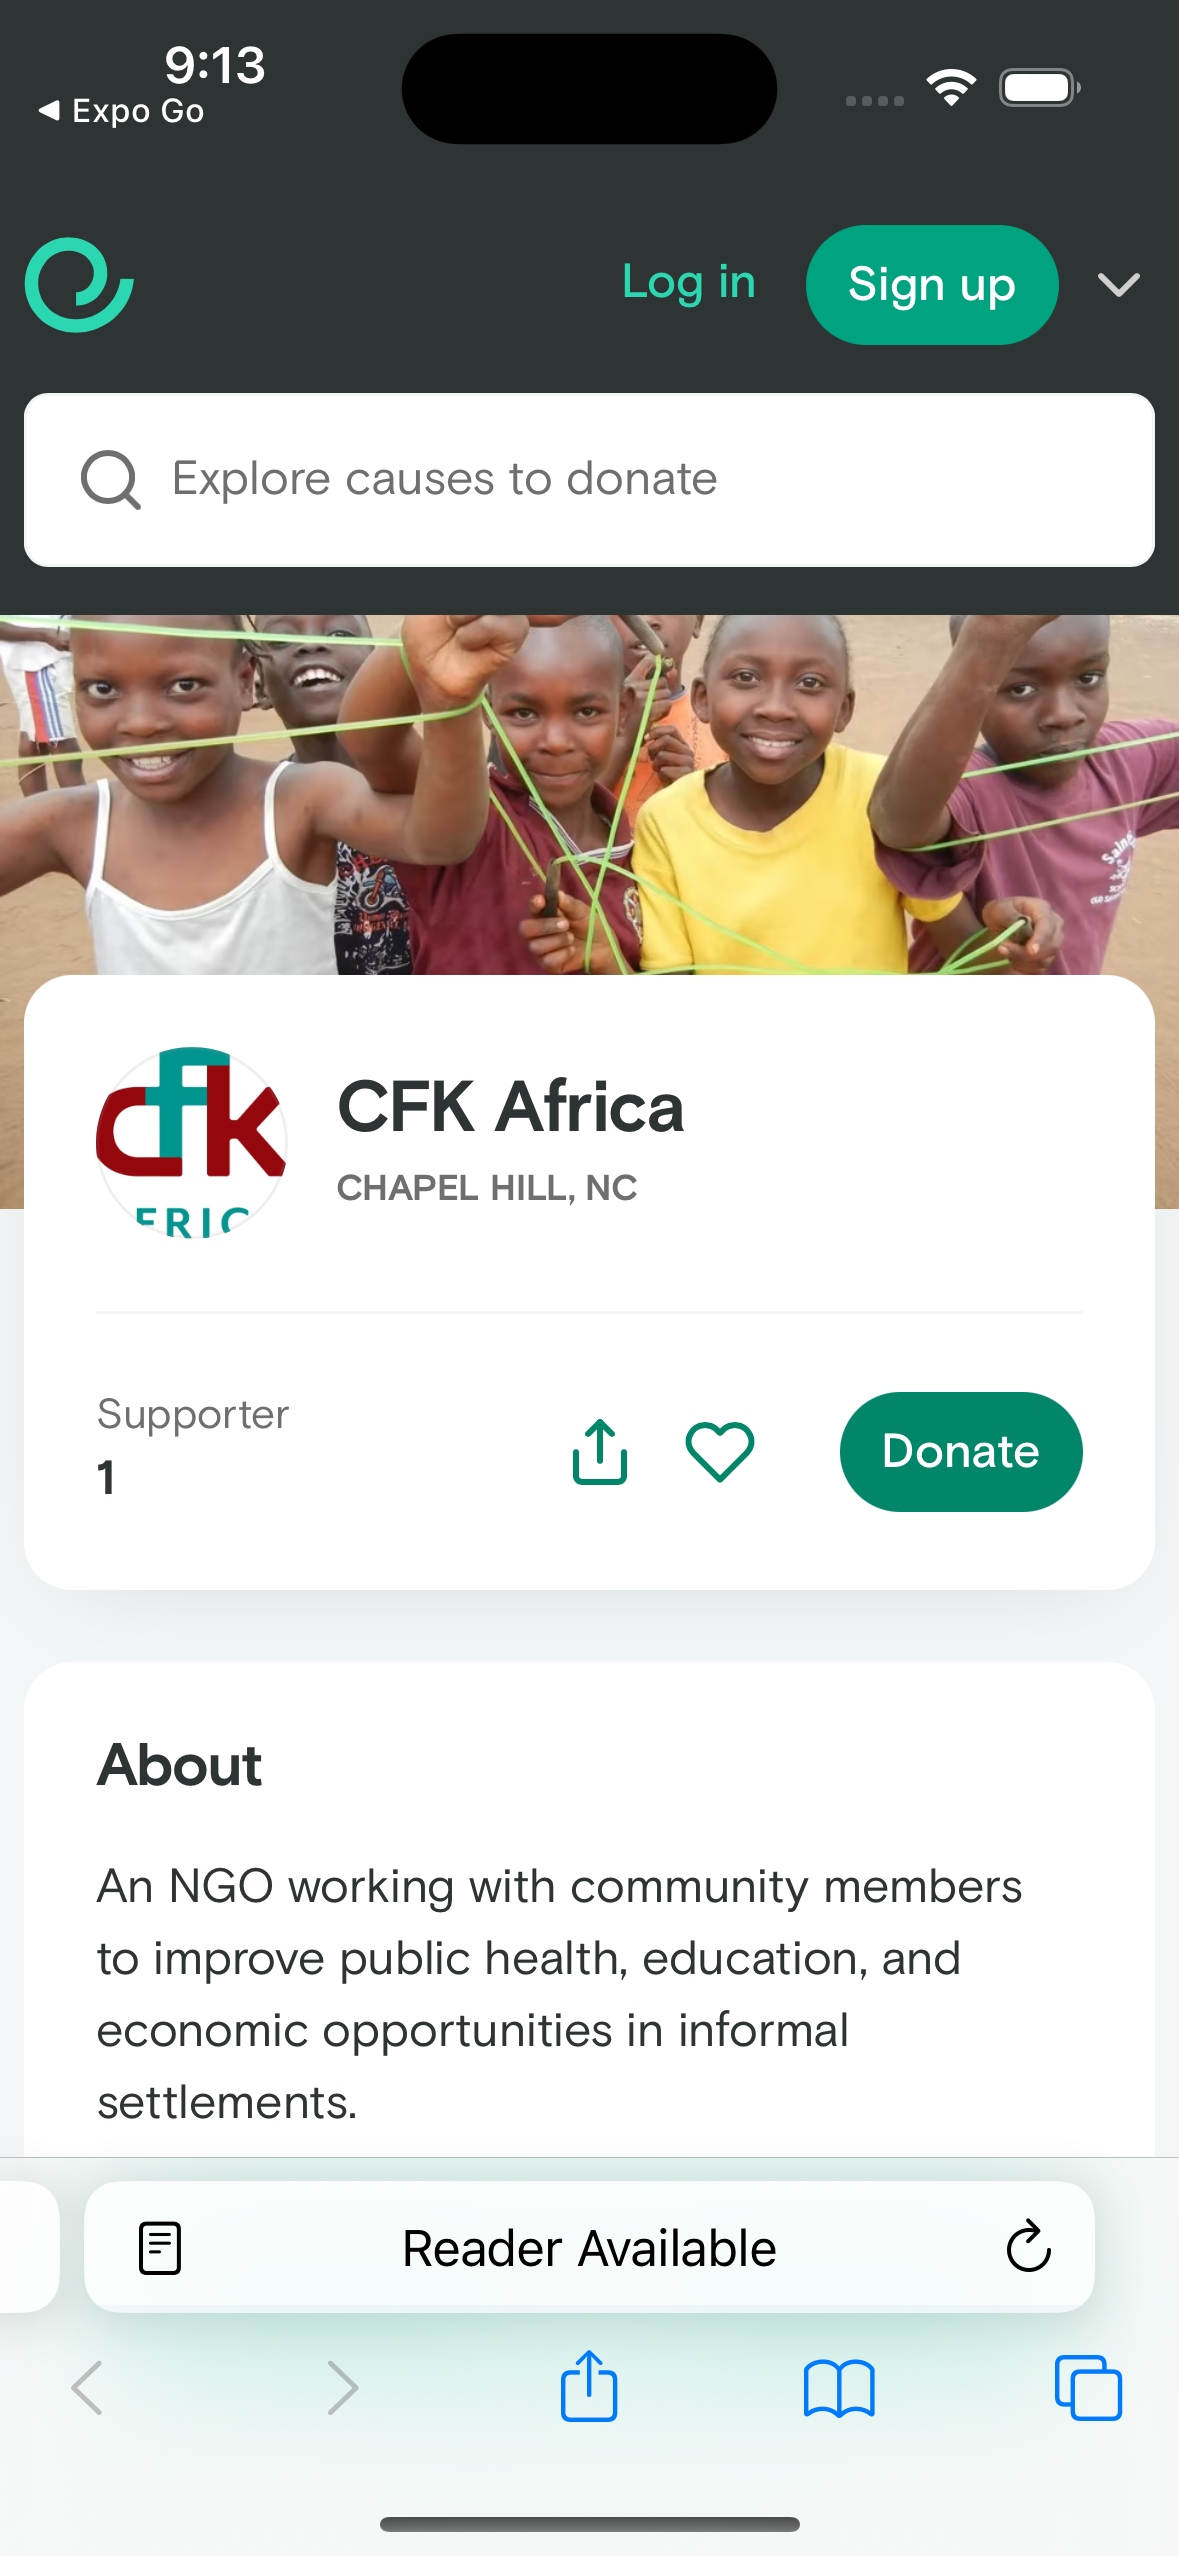 9:13
◀ Expo Go
Log in
Sign up
Explore causes to donate
Saint
cfk
FRIC
CFK Africa
CHAPEL HILL, NC
Supporter
1
Donate
About
An NGO working with community members
to improve public health, education, and
economic opportunities in informal
settlements.
Reader Available